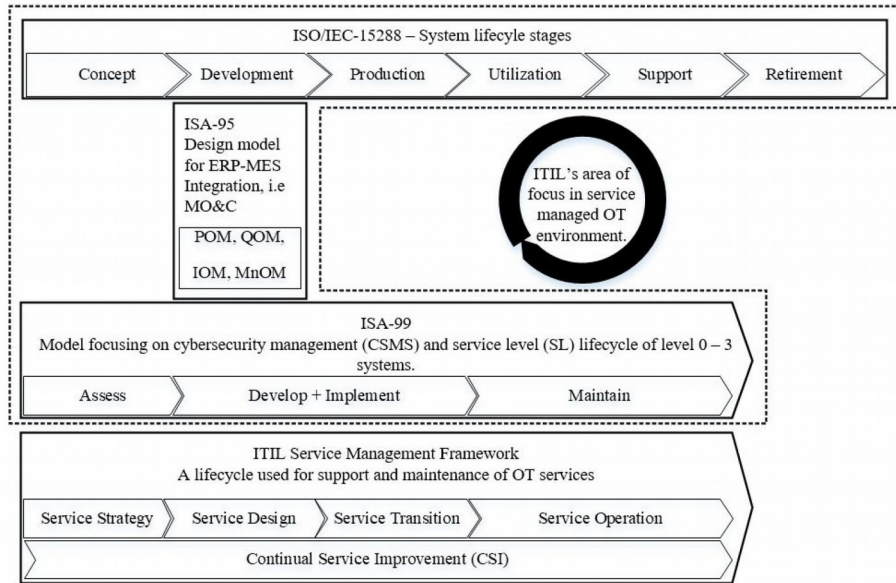 ISO/IEC-15288 – System lifecyle stages
Concept
Development
Production
Utilization
Support
Retirement
ISA-95
Design model
for ERP-MES
Integration, i.e
MO&C
POM, QOM,
IOM, MnOM
ITIL’s area of
focus in service
managed OT
environment.
ISA-99
Model focusing on cybersecurity management (CSMS) and service level (SL) lifecycle of level 0 – 3
systems.
Assess
Develop + Implement
Maintain
ITIL Service Management Framework
A lifecycle used for support and maintenance of OT services
Service Strategy
Service Design
Service Transition
Service Operation
Continual Service Improvement (CSI)